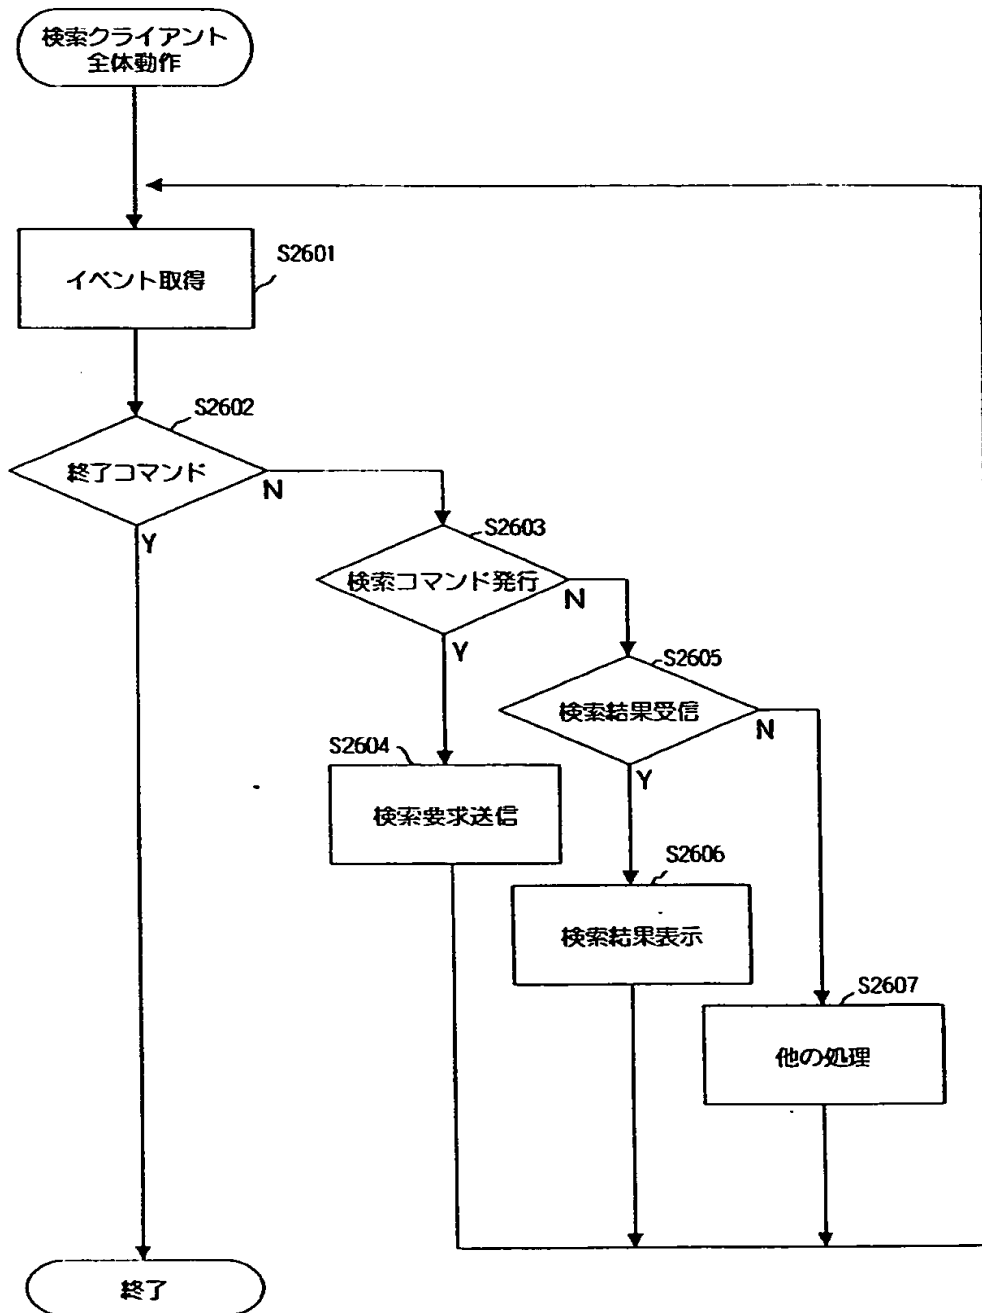 検索クライアント
全体動作
イベント取得
S2601
S2602
終了コマンド
N
Y
S2603
検索コマンド発行
N
Y
S2605
検索結果受信
N
Y
S2604
検索要求送信
S2606
検索結果表示
S2607
他の処理
終了